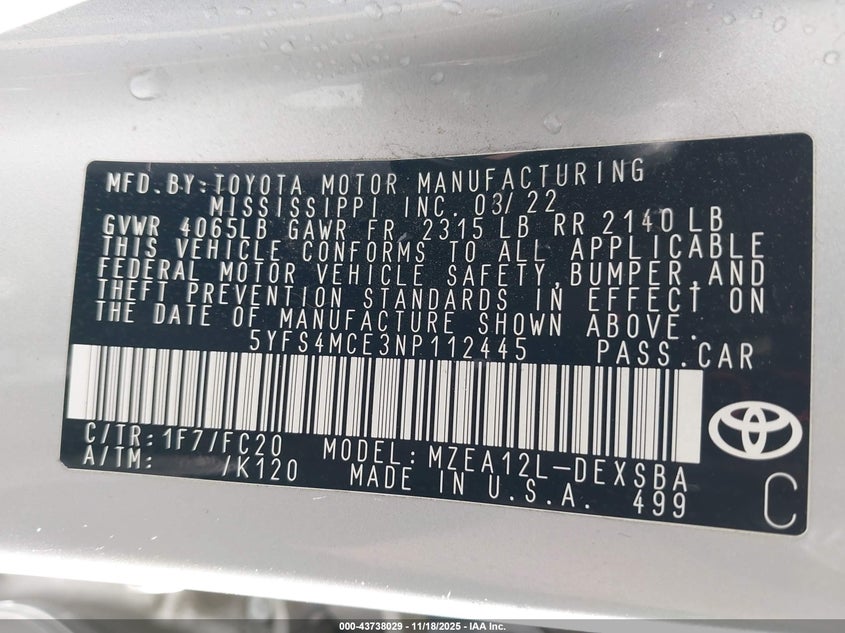 MFD. BY: TOYOTA MOTOR MANUFACTURING
MISSISSIPPI INC. 03/22
GVWR 4065LB GAWR FR 2315 LB RR 2140 LB
THIS VEHICLE CONFORMS TO ALL APPLICABLE
FEDERAL MOTOR VEHICLE SAFETY, BUMPER, AND
THEFT PREVENTION STANDARDS IN EFFECT ON
THE DATE OF MANUFACTURE SHOWN ABOVE.
5YFS4MCE3NP112445 PASS.CAR
C/TR: 1F7/FC20 MODEL: MZEA12L-DEXSBA
A/TM: /K120 MADE IN U.S.A. 499
C
000-43738029 - 11/18/2025 - IAA Inc.